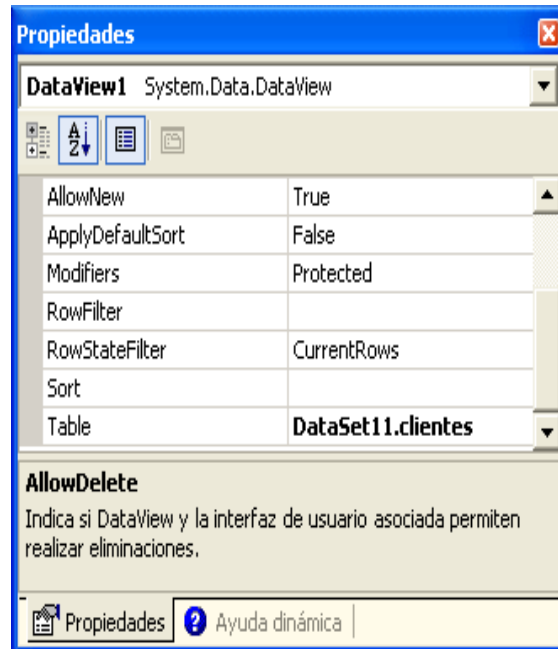 Propiedades
DataView1 System.Data.DataView
AllowNew True
ApplyDefaultSort False
Modifiers Protected
RowFilter
RowStateFilter CurrentRows
Sort
Table DataSet11.clientes
AllowDelete
Indica si DataView y la interfaz de usuario asociada permiten
realizar eliminaciones.
Propiedades Ayuda dinámica